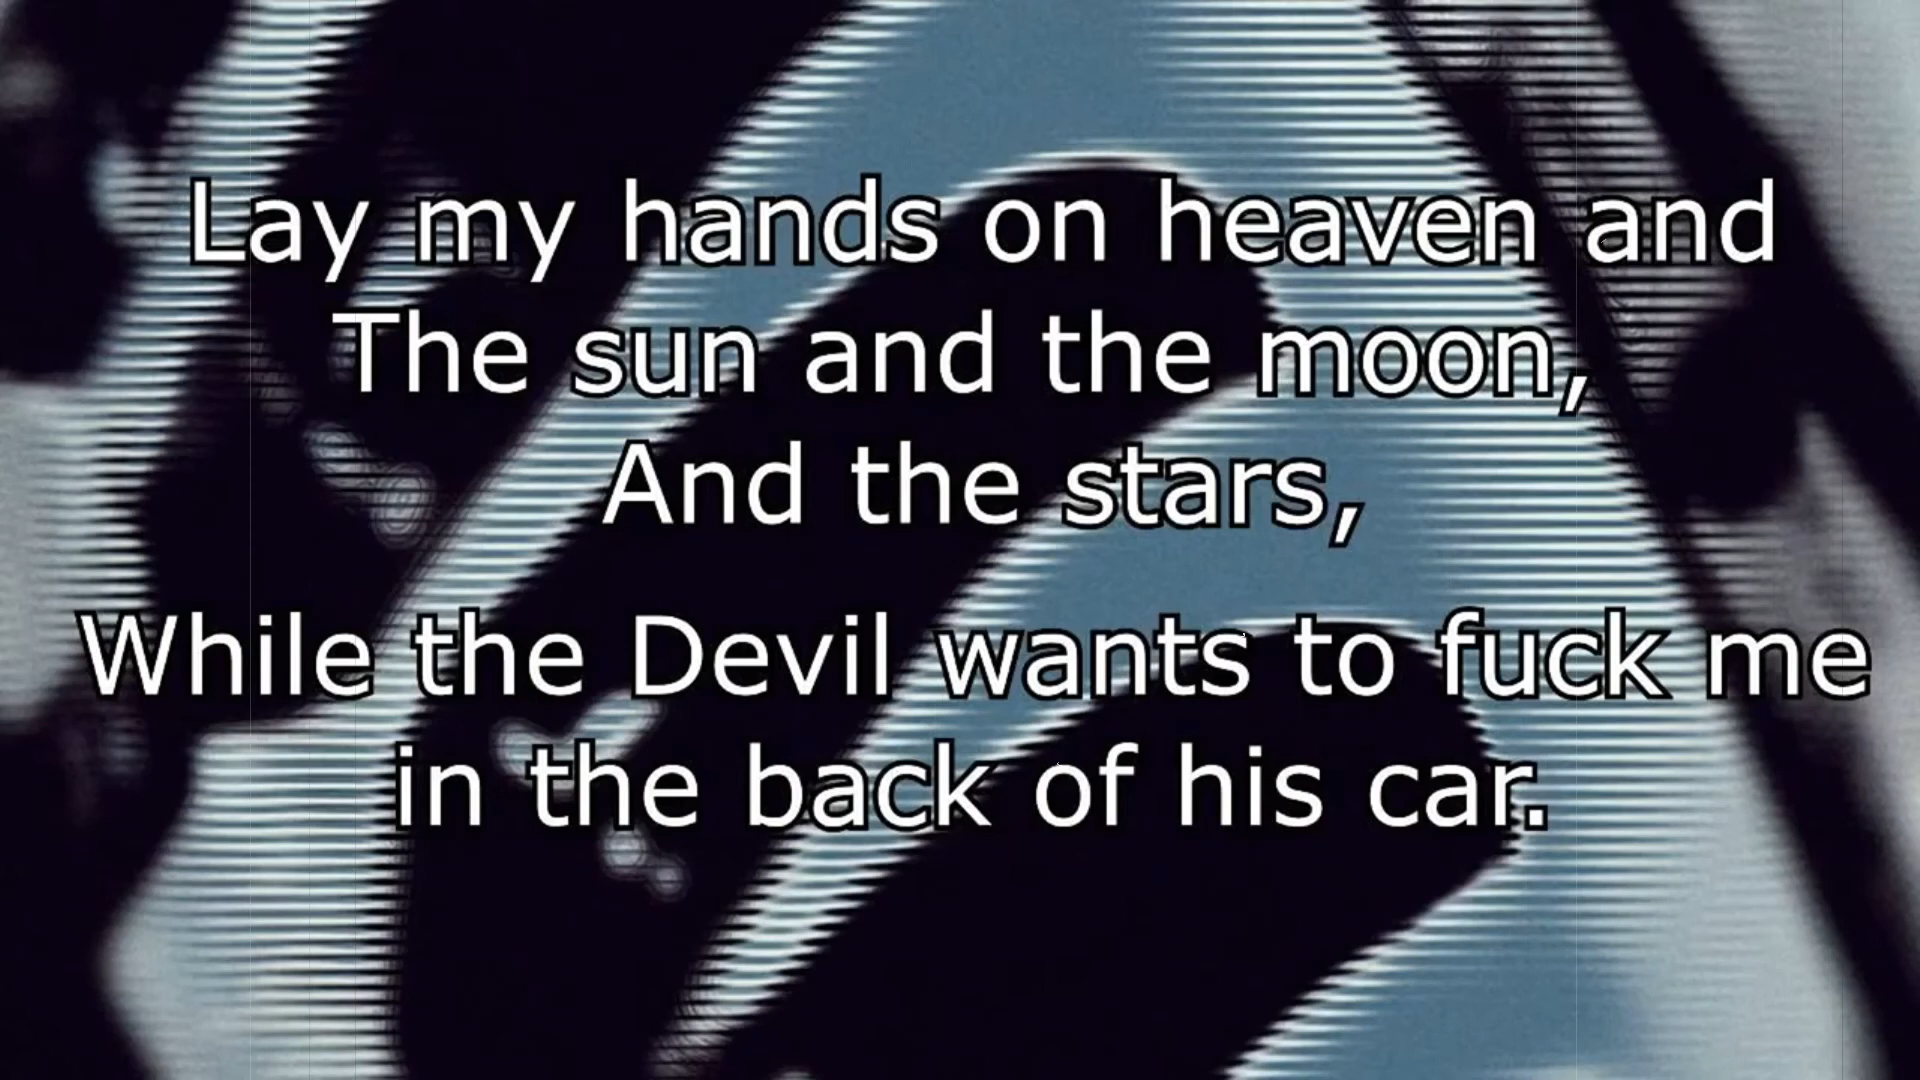 Lay my hands on heaven and
The sun and the moon,
And the stars,
While the Devil wants to fuck me
in the back of his car.